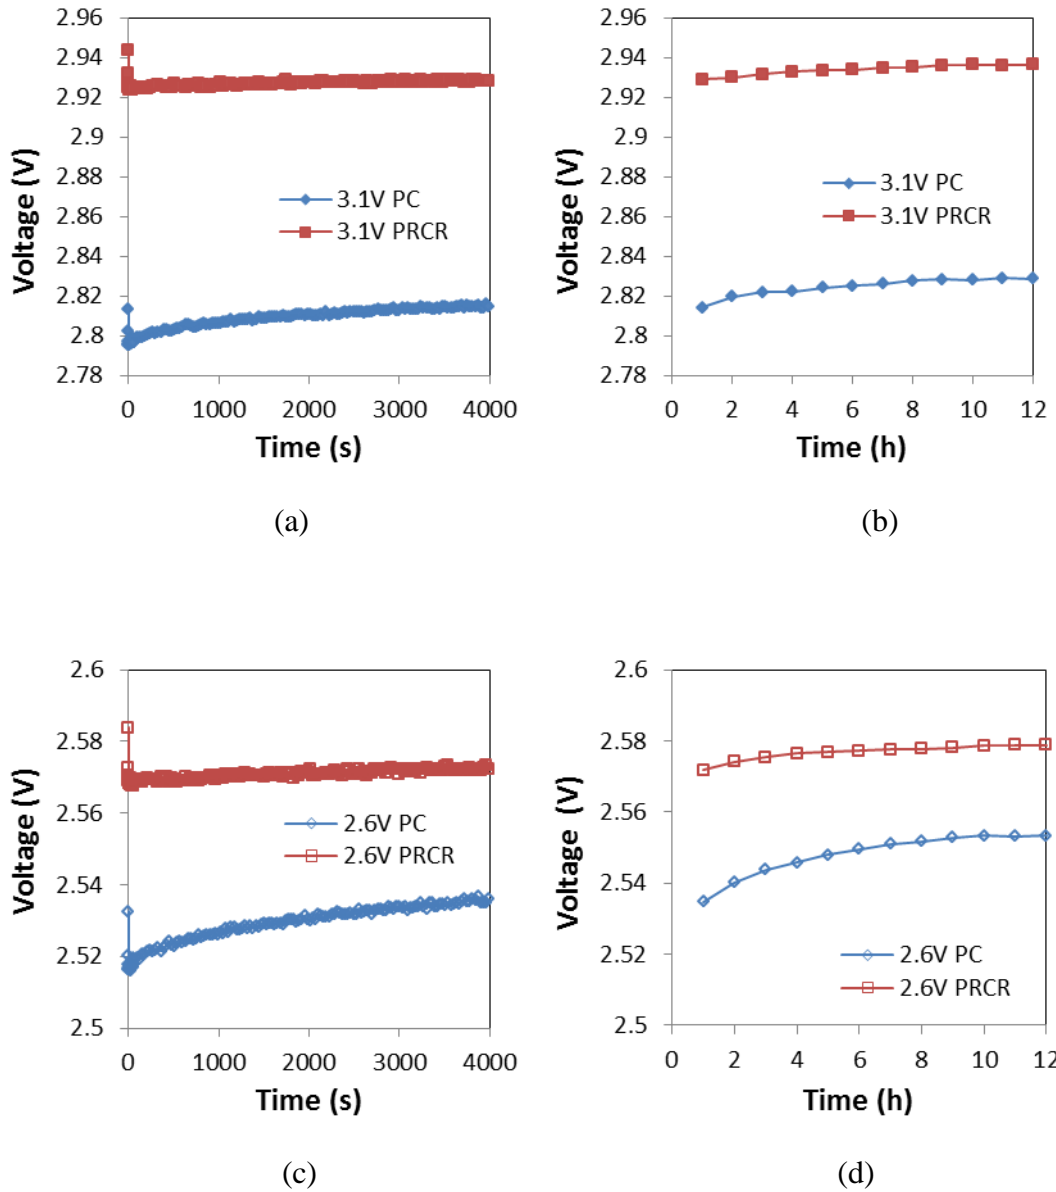 2.96
2.94
2.92
2.9
2.88
2.86
2.84
2.82
2.8
2.78
Voltage (V)
3.1V PC
3.1V PRCR
0 1000 2000 3000 4000
Time (s)
(a)
2.96
2.94
2.92
2.9
2.88
2.86
2.84
2.82
2.8
2.78
Voltage (V)
3.1V PC
3.1V PRCR
0 2 4 6 8 10 12
Time (h)
(b)
2.6
2.58
2.56
2.54
2.52
2.5
Voltage (V)
2.6V PC
2.6V PRCR
0 1000 2000 3000 4000
Time (s)
(c)
2.6
2.58
2.56
2.54
2.52
2.5
Voltage (V)
2.6V PC
2.6V PRCR
0 2 4 6 8 10 12
Time (h)
(d)